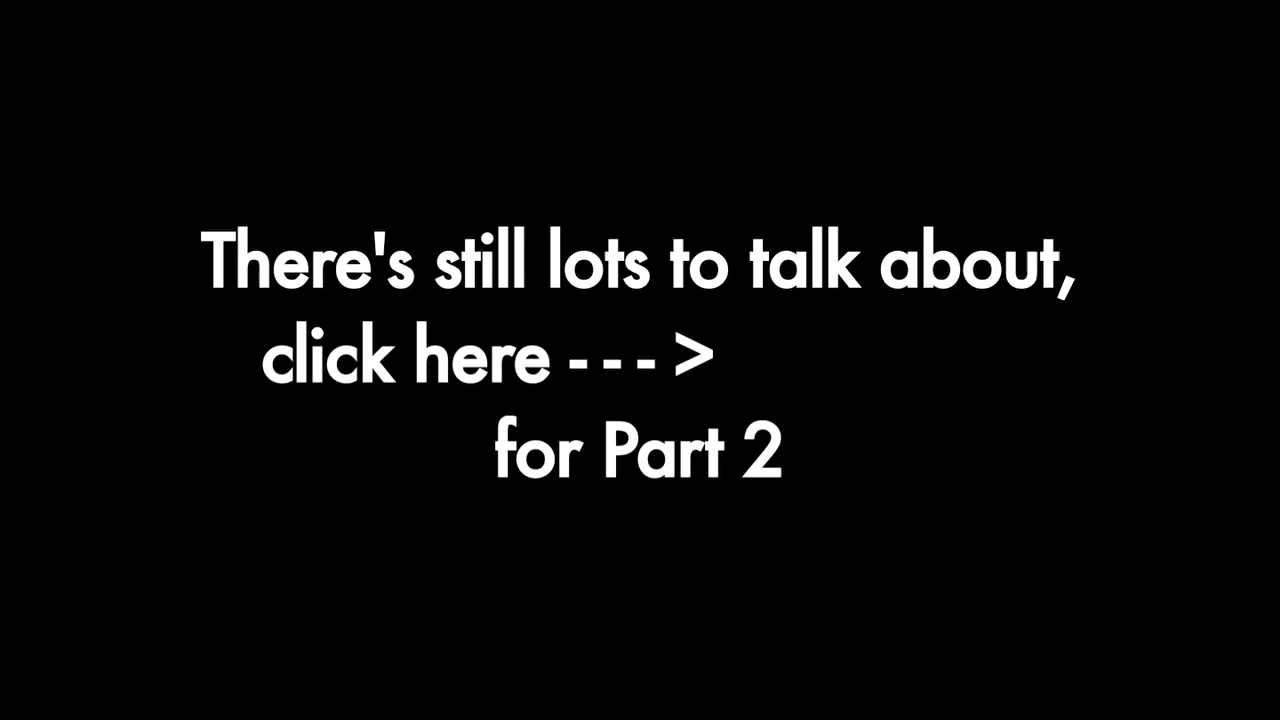 There's still lots to talk about,
click here - - - >
for Part 2